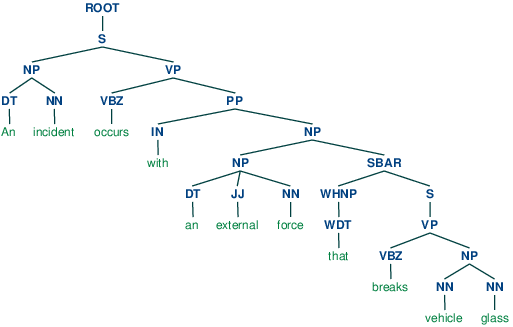 ROOT
S
NP VP
DT NN VBZ PP
An incident occurs IN NP
with NP SBAR
DT JJ NN WHNP S
an external force WDT VP
that VBZ NP
breaks NN NN
vehicle glass